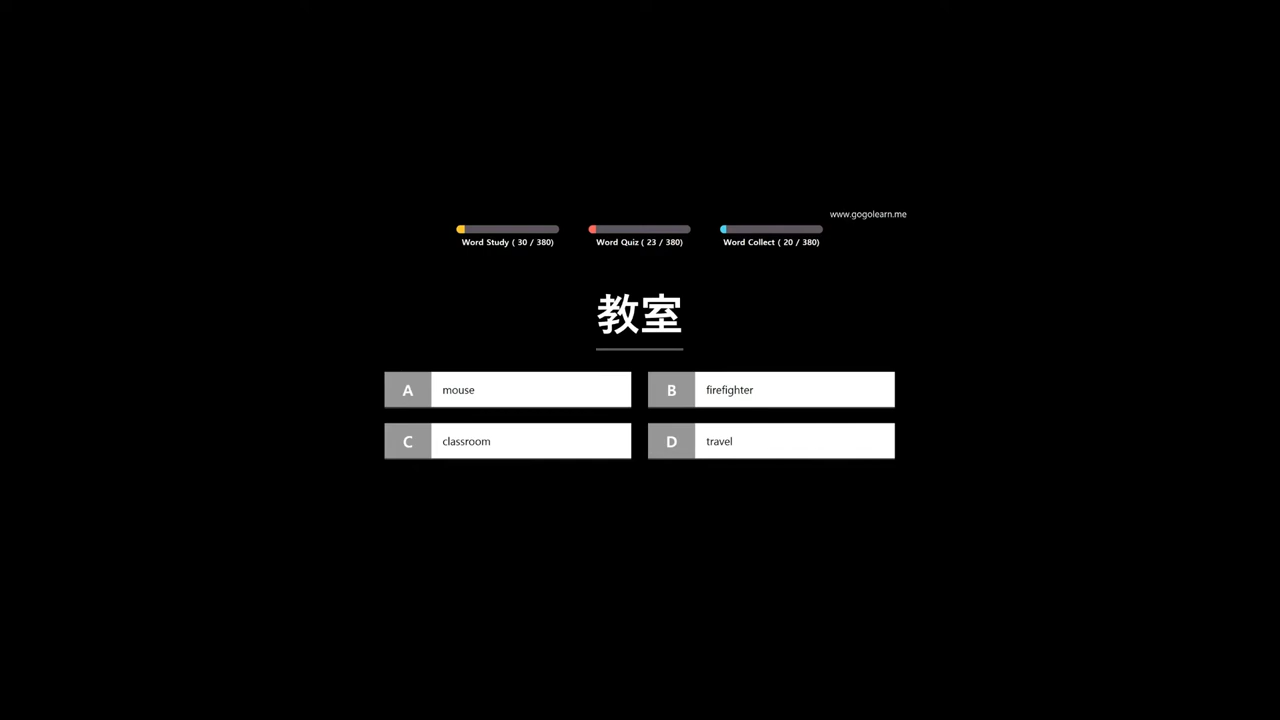 www.gogolearn.me
Word Study ( 30 / 380)
Word Quiz ( 23 / 380)
Word Collect ( 20 / 380)
教室
A mouse
B firefighter
C classroom
D travel